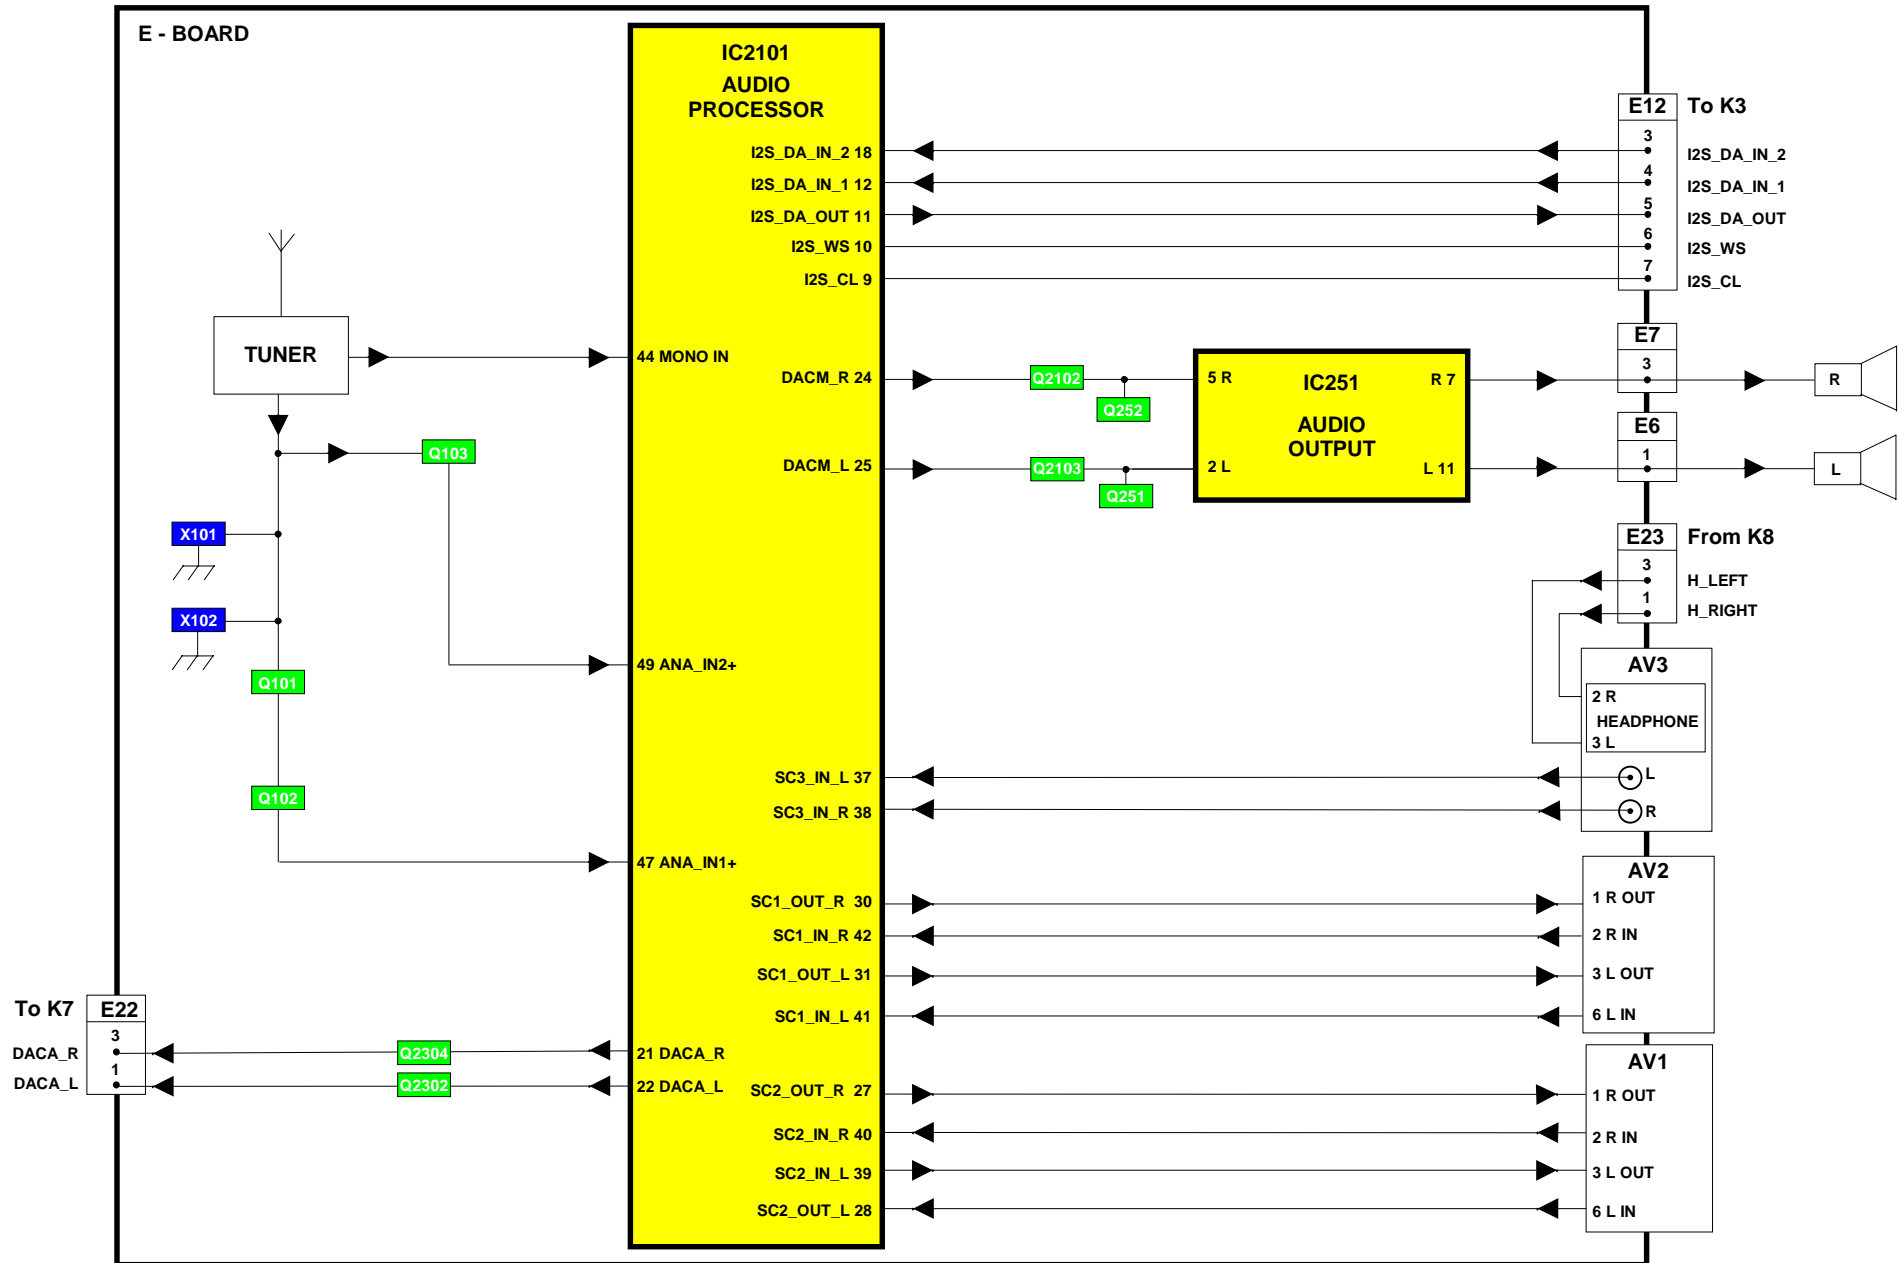 E - BOARD
IC2101
AUDIO
PROCESSOR
I2S_DA_IN_2 18
I2S_DA_IN_1 12
I2S_DA_OUT 11
I2S_WS 10
I2S_CL 9
E12 To K3
3
I2S_DA_IN_2
4
I2S_DA_IN_1
5
I2S_DA_OUT
6
I2S_WS
7
I2S_CL
TUNER
44 MONO IN
DACM_R 24
Q2102
Q252
5 R
IC251
R 7
AUDIO
OUTPUT
E7
3
R
Q103
DACM_L 25
Q2103
Q251
2 L
L 11
E6
1
L
X101
X102
Q101
Q102
49 ANA_IN2+
47 ANA_IN1+
E23 From K8
3
H_LEFT
1
H_RIGHT
AV3
2 R
HEADPHONE
3 L
SC3_IN_L 37
L
SC3_IN_R 38
R
AV2
SC1_OUT_R 30
1 R OUT
SC1_IN_R 42
2 R IN
SC1_OUT_L 31
3 L OUT
SC1_IN_L 41
6 L IN
To K7 E22
3
DACA_R
Q2304
21 DACA_R
1
DACA_L
Q2302
22 DACA_L
AV1
SC2_OUT_R 27
1 R OUT
SC2_IN_R 40
2 R IN
SC2_IN_L 39
3 L OUT
SC2_OUT_L 28
6 L IN